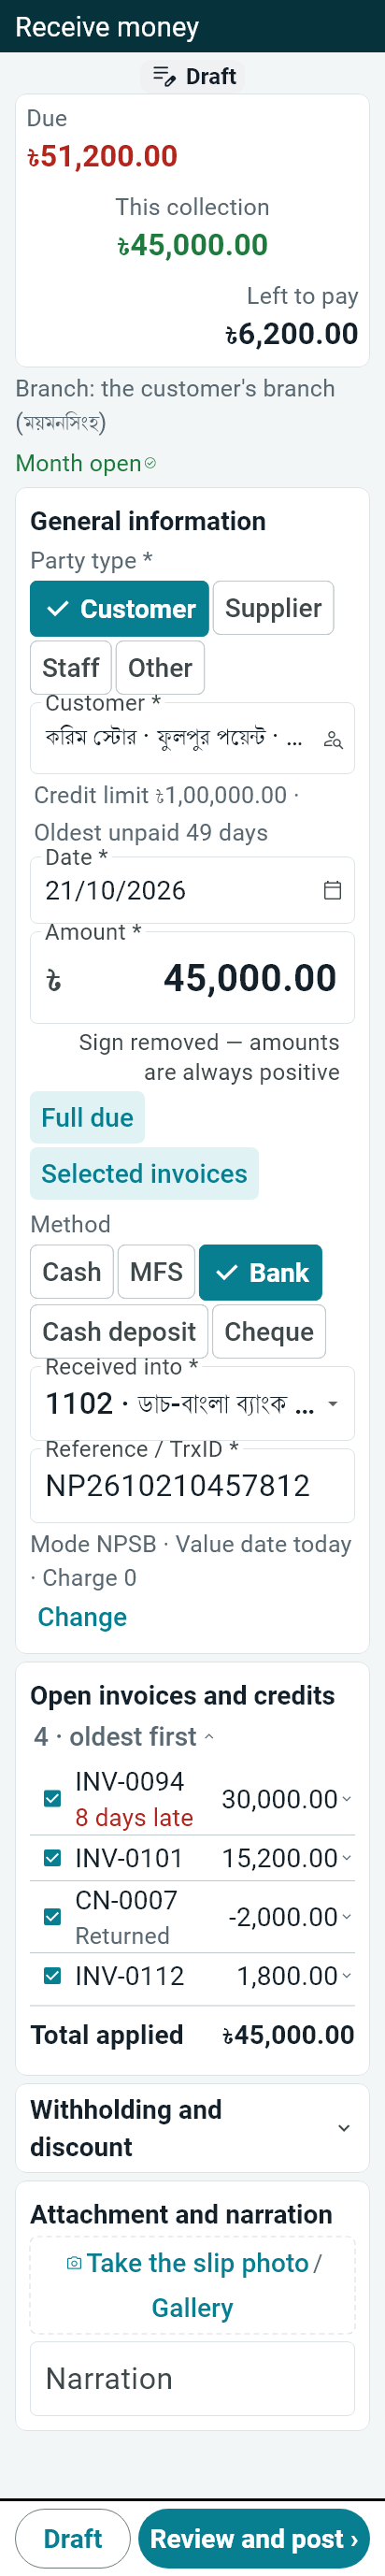 Receive money
Draft
Due
৳51,200.00
This collection
৳45,000.00
Left to pay
৳6,200.00
Branch: the customer's branch
(ময়মনসিংহ)
Month open
General information
Party type *
Customer
Supplier
Staff
Other
Customer *
করিম স্টোর · ফুলপুর পয়েন্ট · ...
Credit limit ৳1,00,000.00 ·
Oldest unpaid 49 days
Date *
21/10/2026
Amount *
৳ 45,000.00
Sign removed — amounts
are always positive
Full due
Selected invoices
Method
Cash
MFS
Bank
Cash deposit
Cheque
Received into *
1102 · ডাচ-বাংলা ব্যাংক ...
Reference / TrxID *
NP2610210457812
Mode NPSB · Value date today
· Charge 0
Change
Open invoices and credits
4 · oldest first
INV-0094
8 days late
30,000.00
INV-0101 15,200.00
CN-0007
Returned
-2,000.00
INV-0112 1,800.00
Total applied ৳45,000.00
Withholding and
discount
Attachment and narration
Take the slip photo /
Gallery
Narration
Draft
Review and post ›